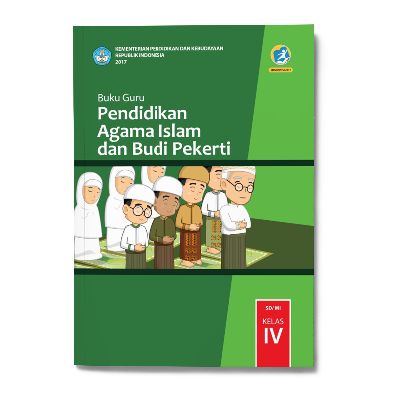 KEMENTERIAN PENDIDIKAN DAN KEBUDAYAAN
REPUBLIK INDONESIA
2017
Buku Guru
Pendidikan
Agama Islam
dan Budi Pekerti
SD/MI
KELAS
IV